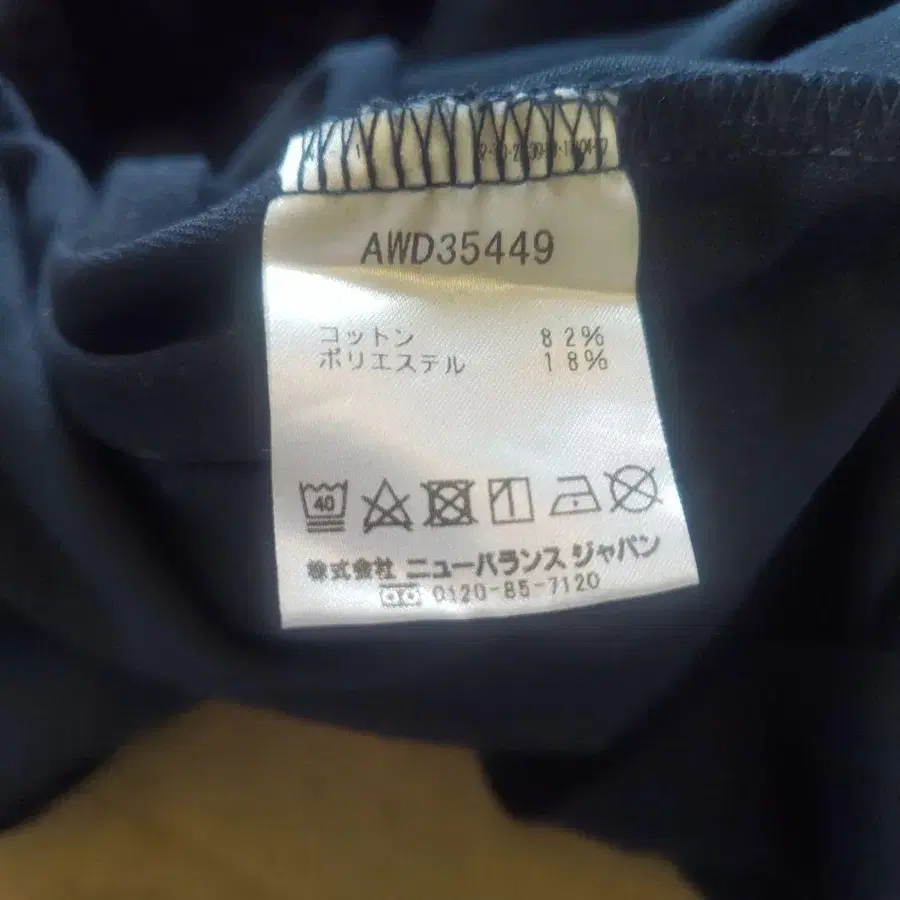 AWD35449
コットン 82%
ポリエステル 18%
40
株式会社 ニューバランス ジャパン
0120-85-7120